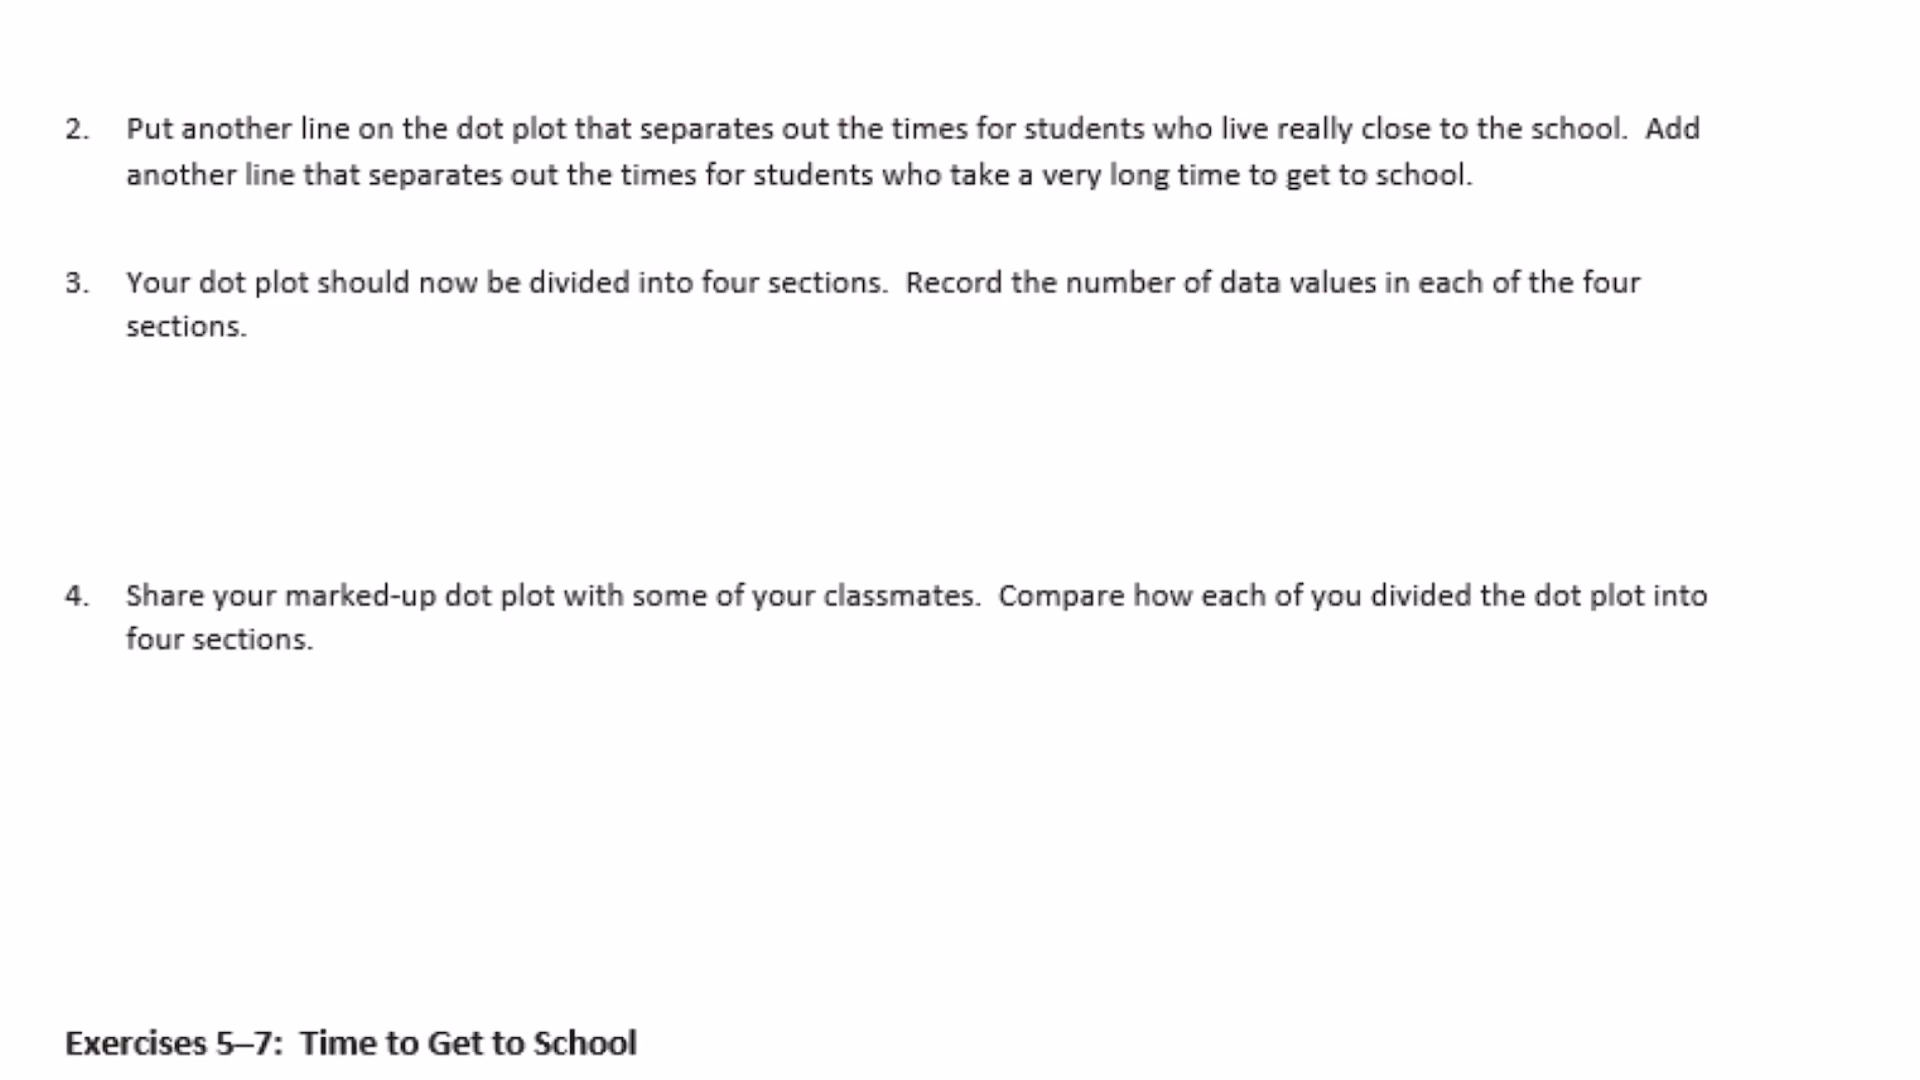 2. Put another line on the dot plot that separates out the times for students who live really close to the school. Add
another line that separates out the times for students who take a very long time to get to school.
3. Your dot plot should now be divided into four sections. Record the number of data values in each of the four
sections.
4. Share your marked-up dot plot with some of your classmates. Compare how each of you divided the dot plot into
four sections.
Exercises 5–7: Time to Get to School